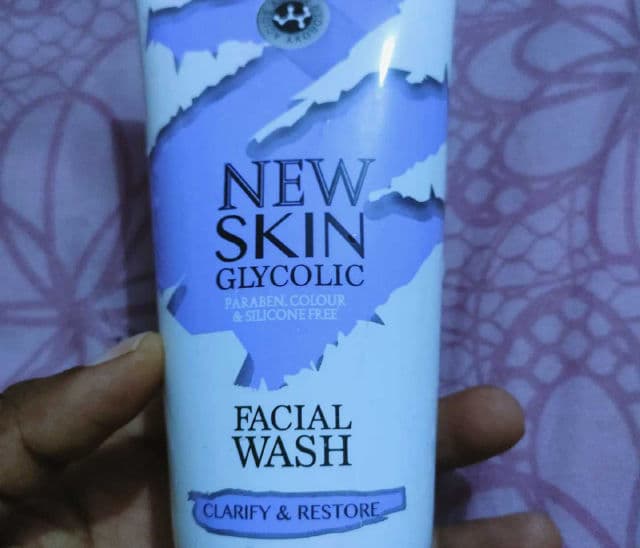 NEW
SKIN
GLYCOLIC
PARABEN, COLOUR
& SILICONE FREE
FACIAL
WASH
CLARIFY & RESTORE